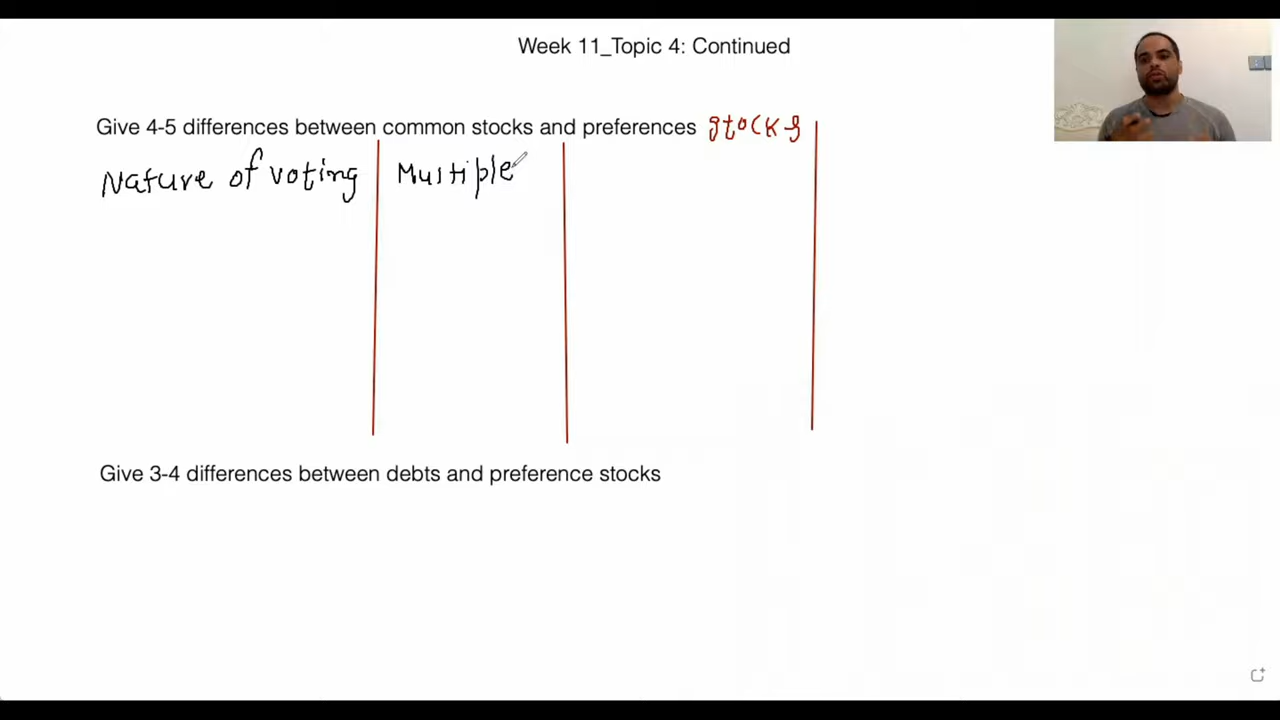 Week 11_Topic 4: Continued
Give 4-5 differences between common stocks and preferences stocks
Nature of voting Multiple
Give 3-4 differences between debts and preference stocks